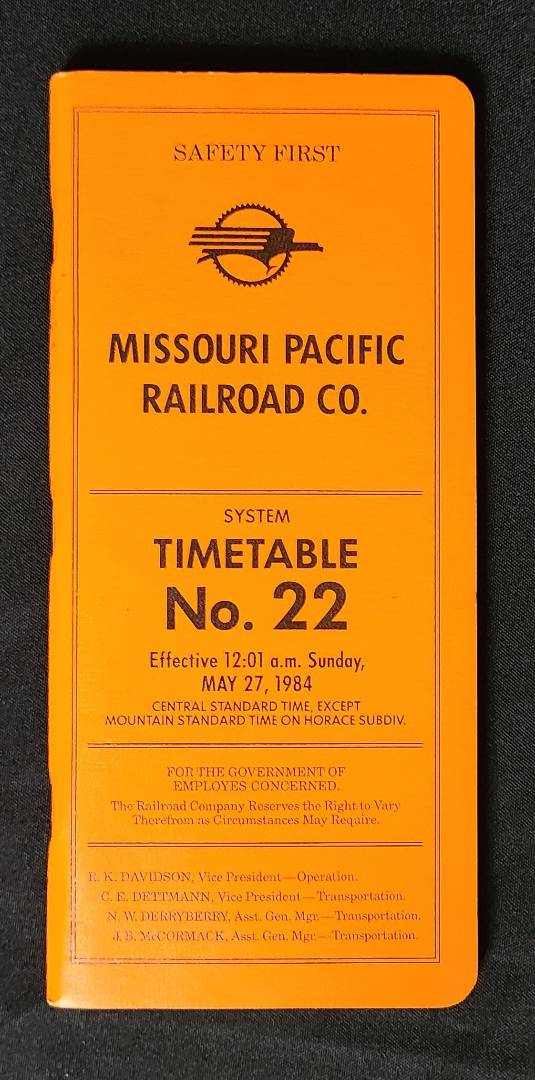 SAFETY FIRST
MISSOURI PACIFIC
RAILROAD CO.
SYSTEM
TIMETABLE
No. 22
Effective 12:01 a.m. Sunday,
MAY 27, 1984
CENTRAL STANDARD TIME, EXCEPT
MOUNTAIN STANDARD TIME ON HORACE SUBDIV.
FOR THE GOVERNMENT OF
EMPLOYES CONCERNED.
The Railroad Company Reserves the Right to Vary
Therefrom as Circumstances May Require.
R. K. DAVIDSON, Vice President—Operation.
C. E. DETTMANN, Vice President—Transportation.
N. W. DERRYBERRY, Asst. Gen. Mgr.—Transportation.
J. B. McCORMACK, Asst. Gen. Mgr.—Transportation.